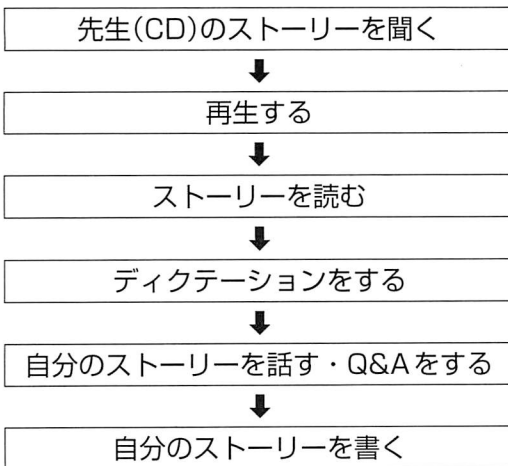 先生(CD)のストーリーを聞く
再生する
ストーリーを読む
ディクテーションをする
自分のストーリーを話す・Q&Aをする
自分のストーリーを書く